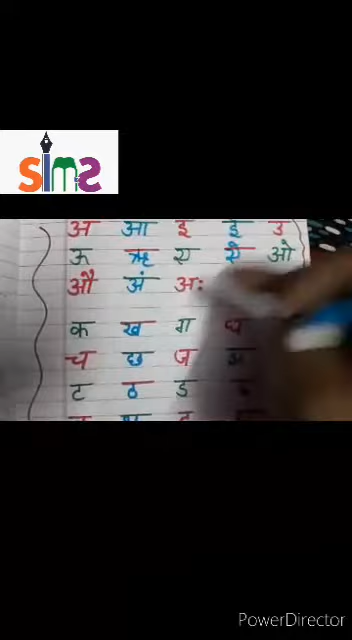 SIMS
अ आ इ ई उ
ऊ ऋ ए ऐ ओ
औ अं अः
क ख ग घ
च छ ज
ट ठ ड
PowerDirector